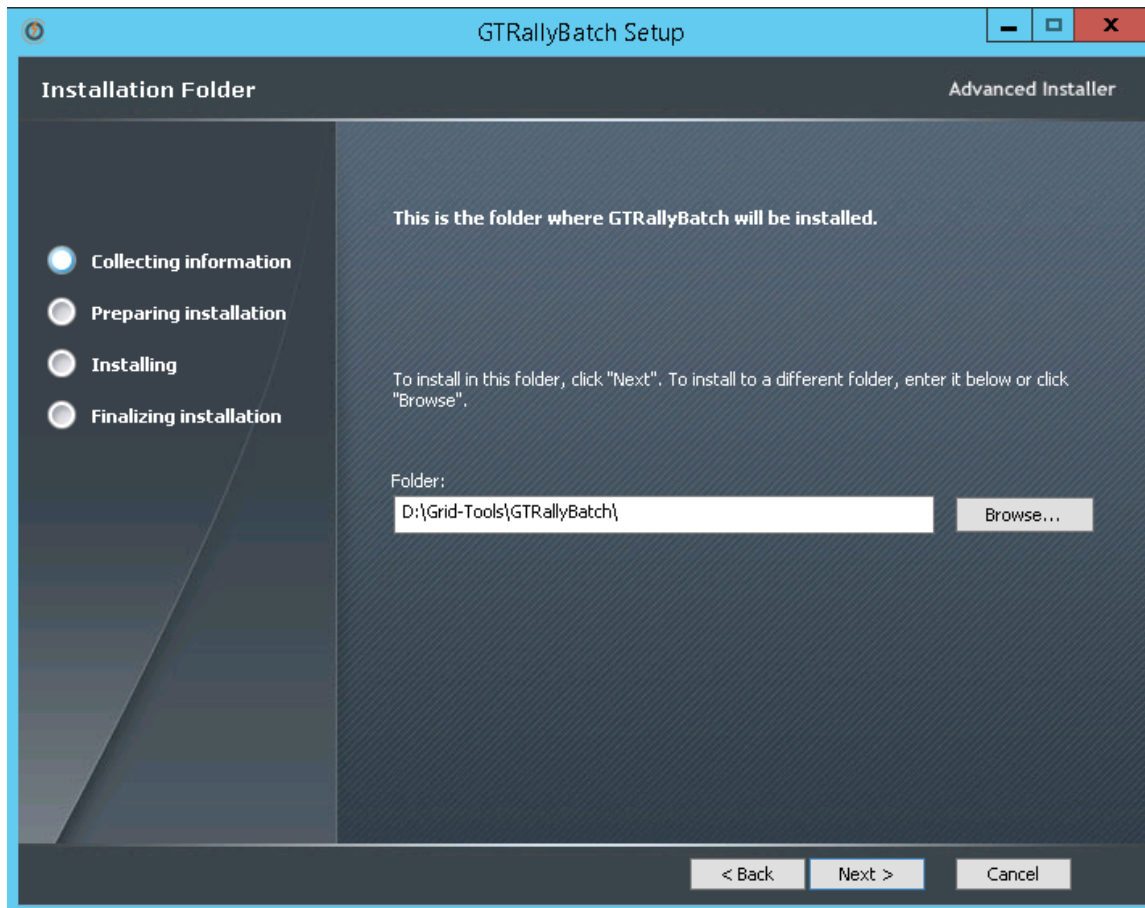 GTRallyBatch Setup
Installation Folder
Advanced Installer
This is the folder where GTRallyBatch will be installed.
Collecting information
Preparing installation
Installing
Finalizing installation
To install in this folder, click "Next". To install to a different folder, enter it below or click
"Browse".
Folder:
D:\Grid-Tools\GTRallyBatch\
Browse...
< Back
Next >
Cancel